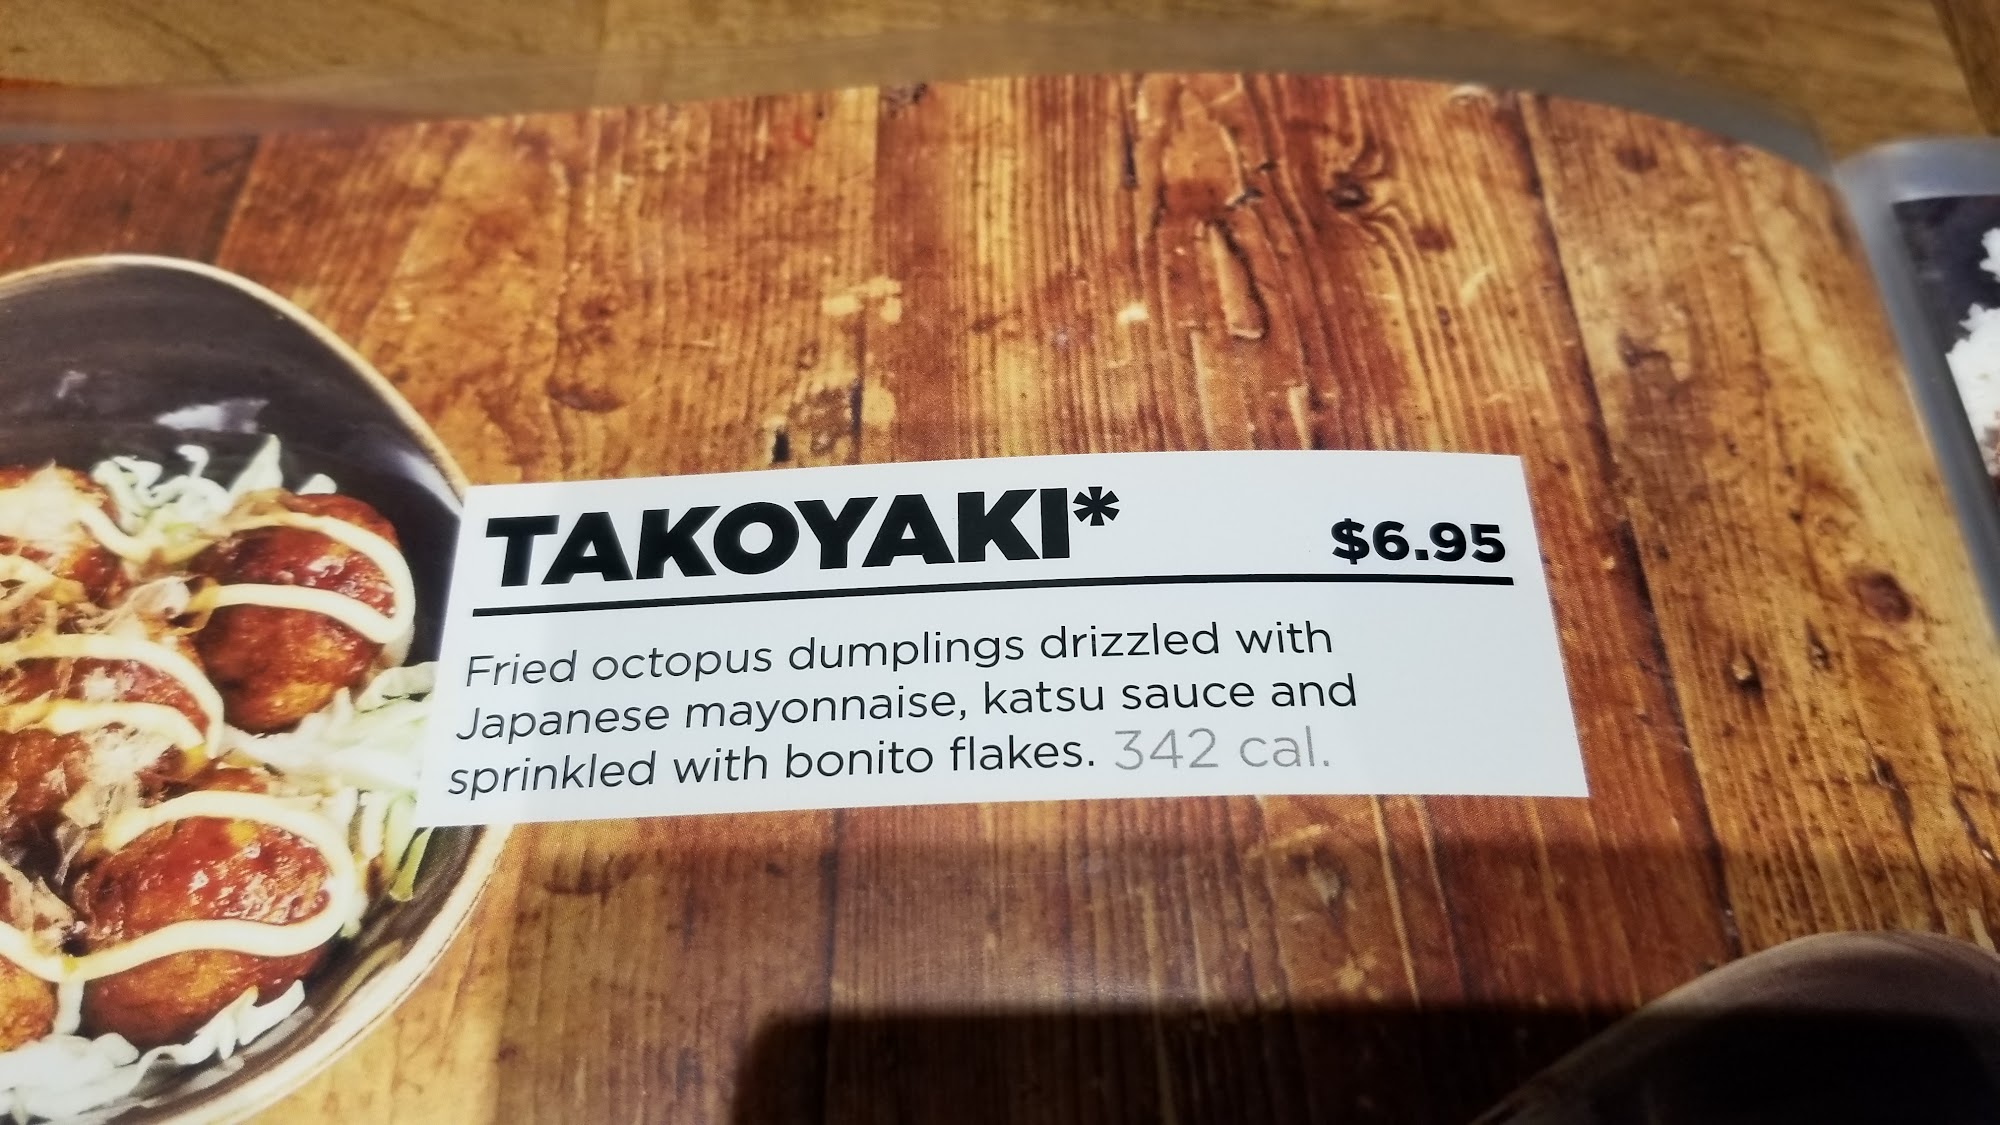 TAKOYAKI*
$6.95
Fried octopus dumplings drizzled with
Japanese mayonnaise, katsu sauce and
sprinkled with bonito flakes. 342 cal.